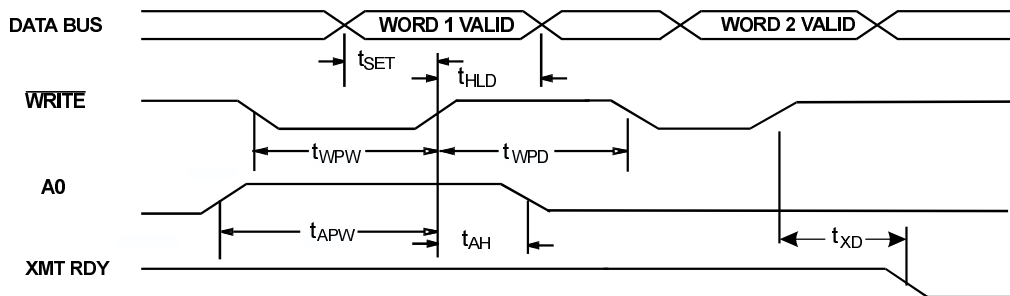 DATA BUS
WORD 1 VALID
WORD 2 VALID
tSET
tHLD
WRITE
tWPW
tWPD
A0
tAPW
tAH
tXD
XMT RDY